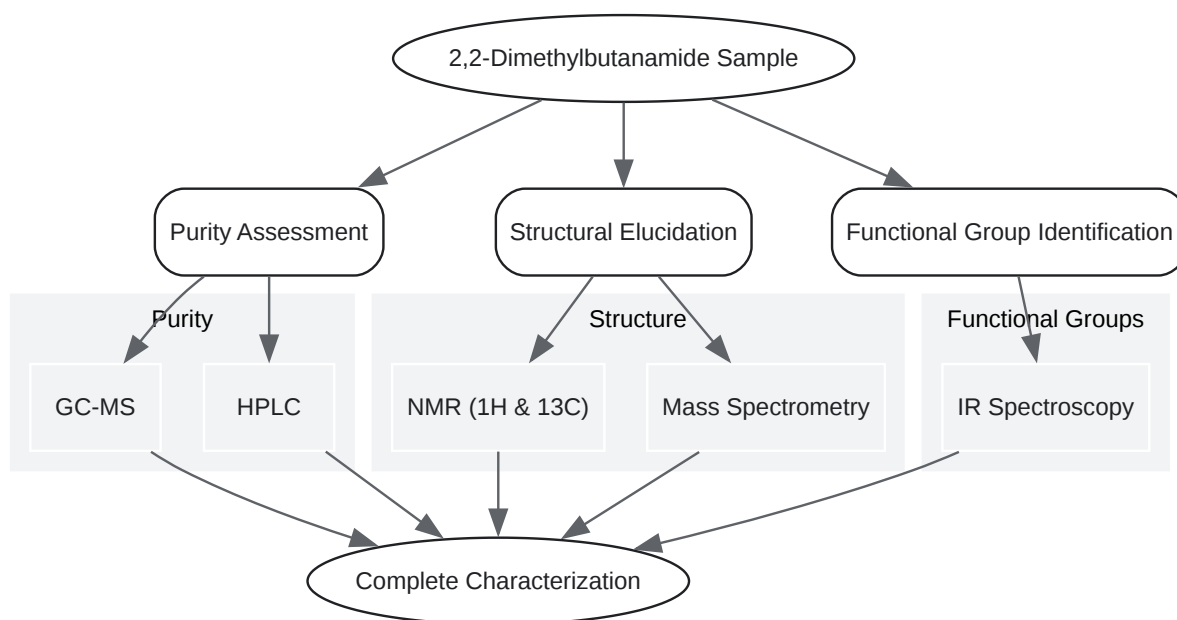 2,2-Dimethylbutanamide Sample
Purity Assessment
Structural Elucidation
Functional Group Identification
Purity
Structure
Functional Groups
GC-MS
HPLC
NMR (1H & 13C)
Mass Spectrometry
IR Spectroscopy
Complete Characterization